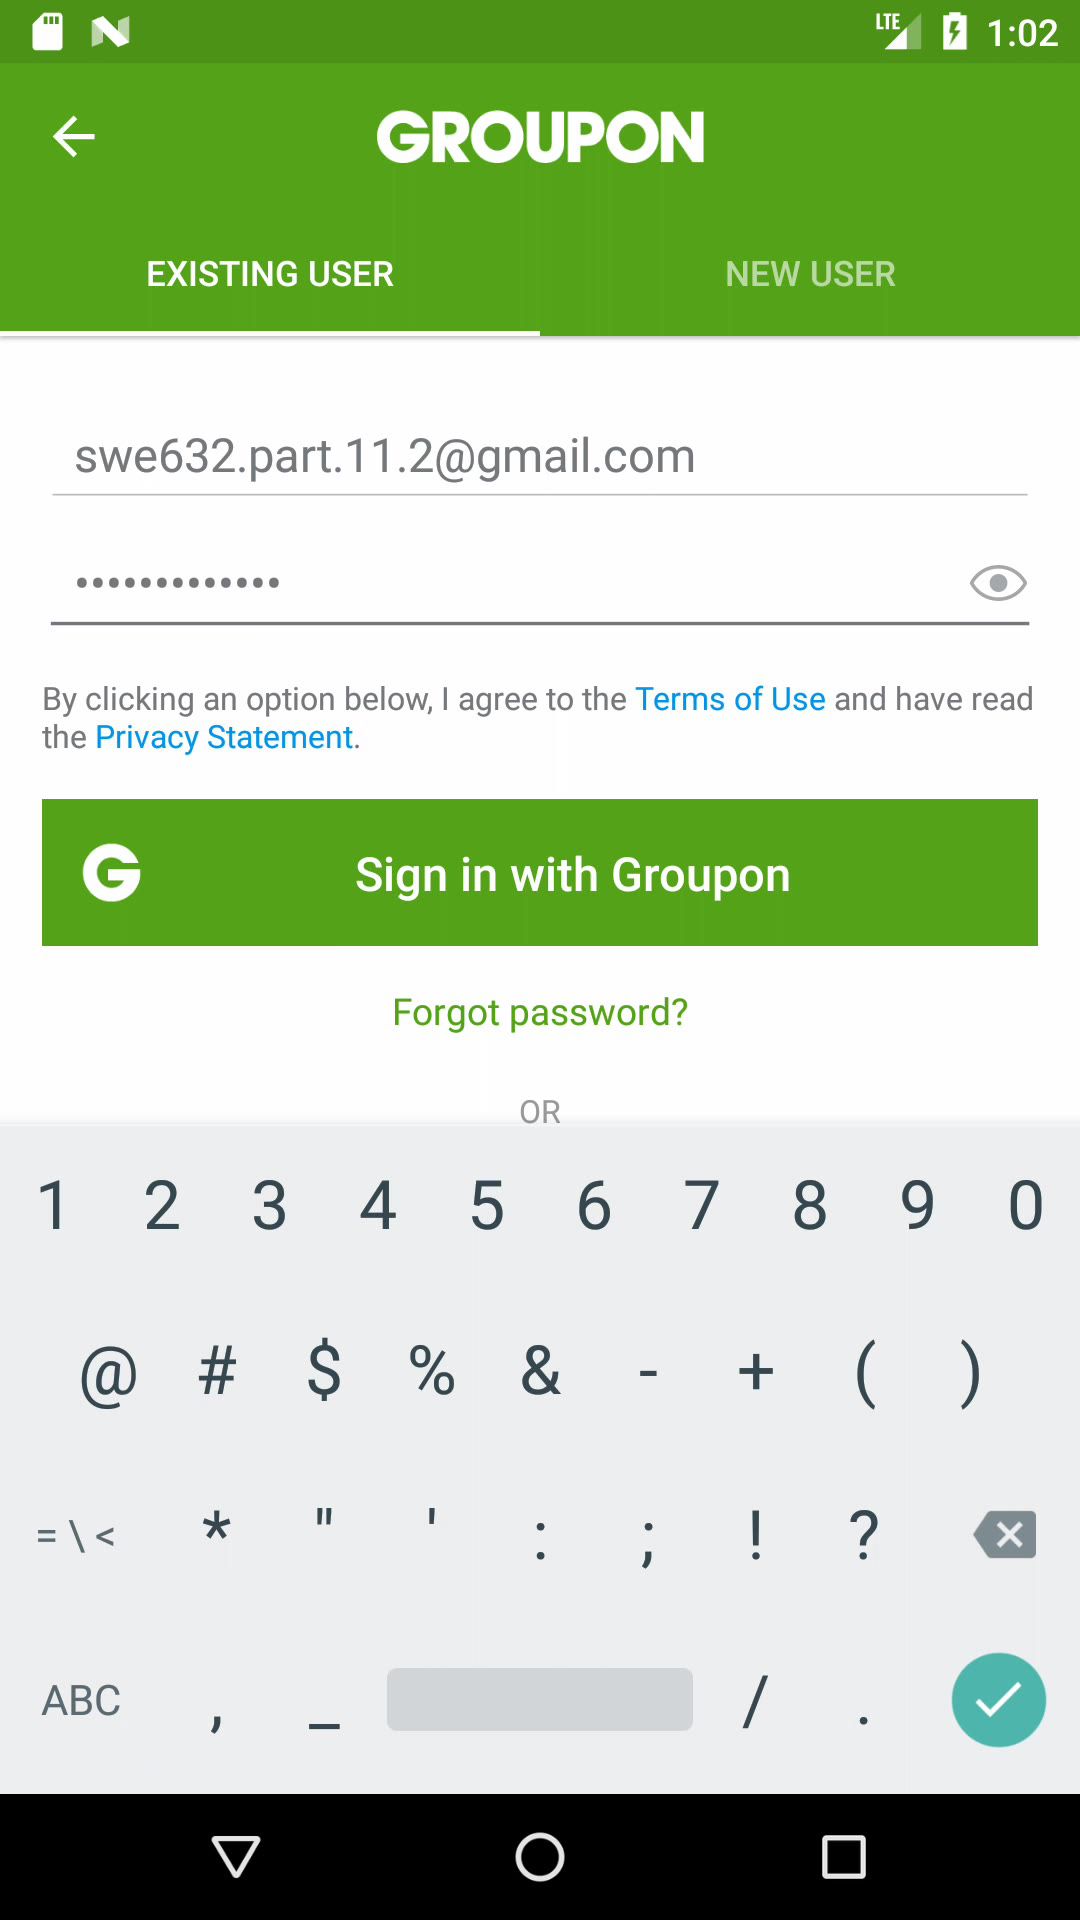 LTE 1:02
GROUPON
EXISTING USER NEW USER
swe632.part.11.2@gmail.com
•••••••••••••
By clicking an option below, I agree to the Terms of Use and have read
the Privacy Statement.
G Sign in with Groupon
Forgot password?
OR
1 2 3 4 5 6 7 8 9 0
@ # $ % & - + ( )
= \ < * " ' : ; ! ?
ABC , _ / .